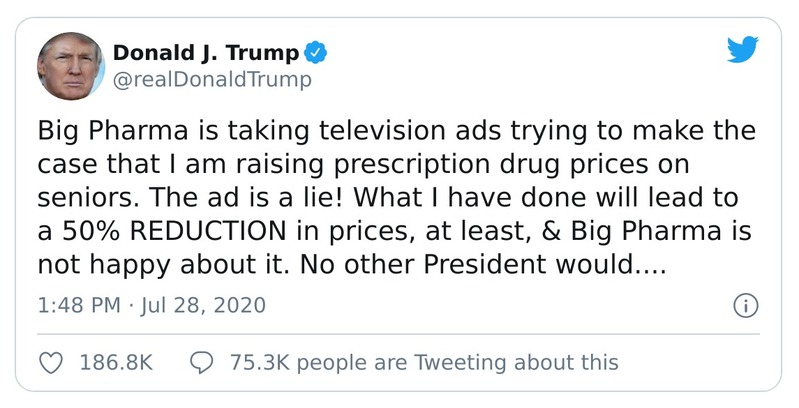 Donald J. Trump
@realDonaldTrump
Big Pharma is taking television ads trying to make the
case that I am raising prescription drug prices on
seniors. The ad is a lie! What I have done will lead to
a 50% REDUCTION in prices, at least, & Big Pharma is
not happy about it. No other President would....
1:48 PM · Jul 28, 2020
186.8K 75.3K people are Tweeting about this